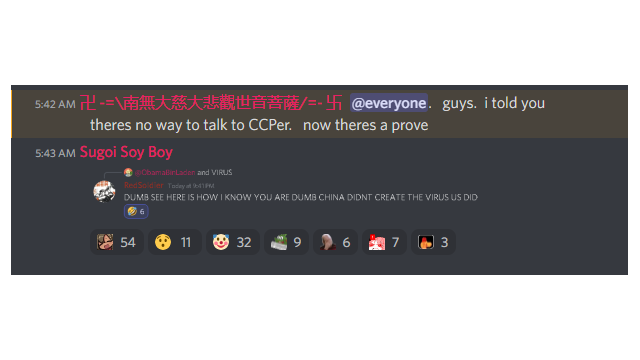 5:42 AM 卍 -=\南無大慈大悲觀世音菩薩/=- 卐 @everyone. guys. i told you
theres no way to talk to CCPer. now theres a prove
5:43 AM Sugoi Soy Boy
@ObamaBinLaden and VIRUS
RedSoldier Today at 9:41PM
DUMB SEE HERE IS HOW I KNOW YOU ARE DUMB CHINA DIDNT CREATE THE VIRUS US DID
6
54 11 32 9 6 7 3